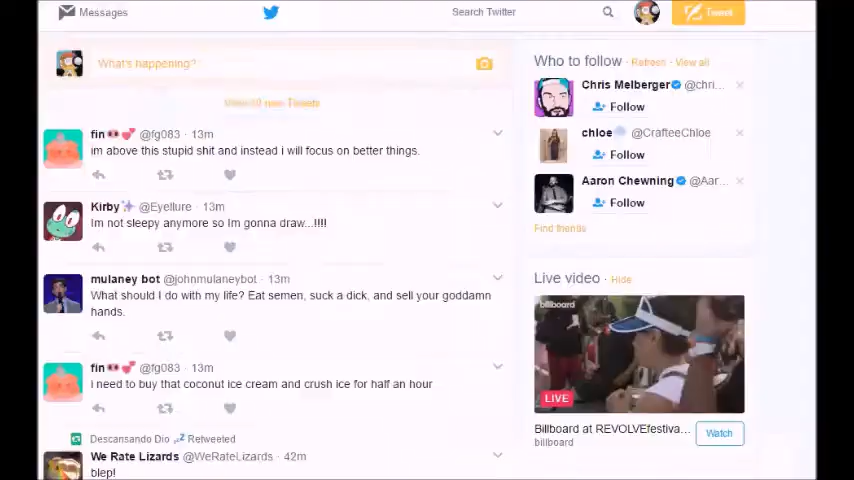 Messages
Search Twitter
Tweet
What's happening?
View 10 new Tweets
fin @fg083 · 13m
im above this stupid shit and instead i will focus on better things.
Kirby @Eyellure · 13m
Im not sleepy anymore so Im gonna draw...!!!!
mulaney bot @johnmulaneybot · 13m
What should I do with my life? Eat semen, suck a dick, and sell your goddamn
hands.
fin @fg083 · 13m
i need to buy that coconut ice cream and crush ice for half an hour
Descansando Dio Retweeted
We Rate Lizards @WeRateLizards · 42m
blep!
Who to follow · Refresh · View all
Chris Melberger @chri...
Follow
chloe @CrafteeChloe
Follow
Aaron Chewning @Aar...
Follow
Find friends
Live video · Hide
billboard
LIVE
Billboard at REVOLVEfestiva...
billboard
Watch